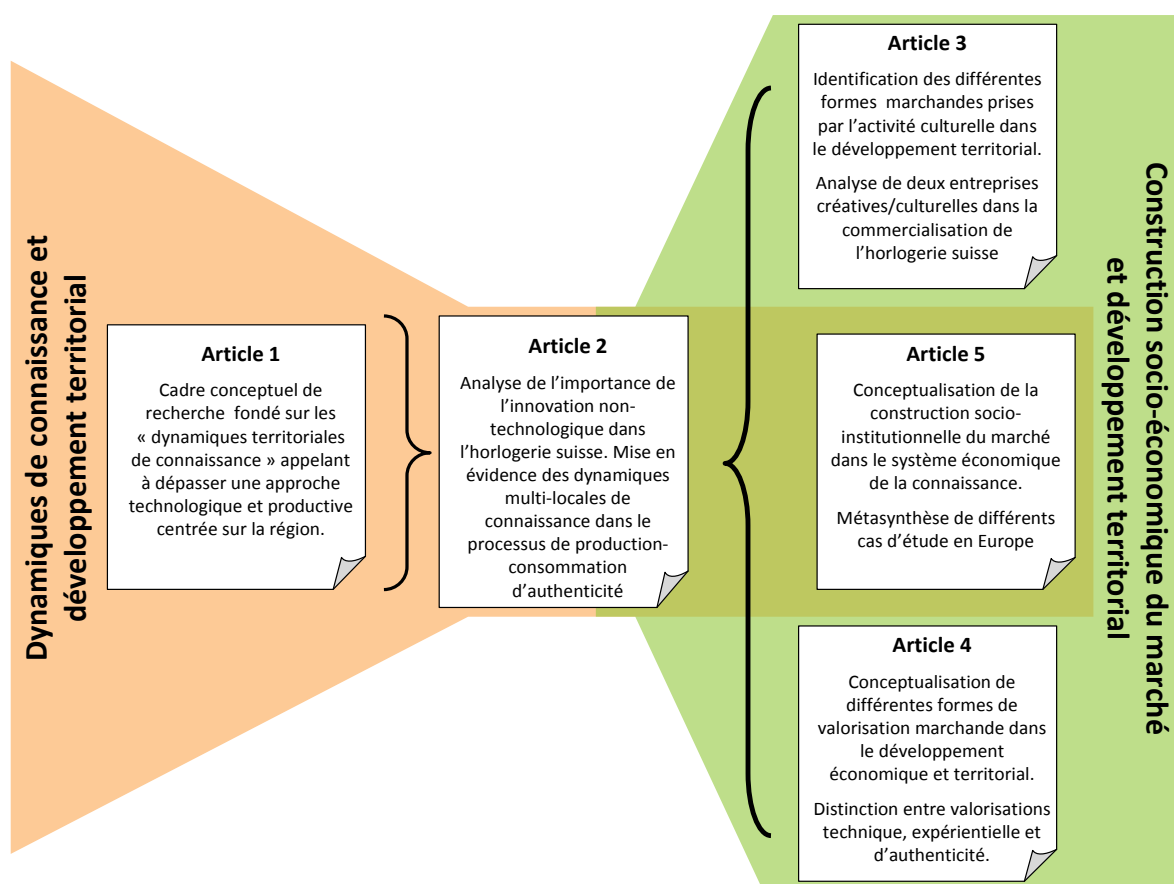 Dynamiques de connaissance et
développement territorial
Article 1
Cadre conceptuel de
recherche fondé sur les
« dynamiques territoriales
de connaissance » appelant
à dépasser une approche
technologique et productive
centrée sur la région.
Article 2
Analyse de l’importance de
l’innovation non-
technologique dans
l’horlogerie suisse. Mise en
évidence des dynamiques
multi-locales de
connaissance dans le
processus de production-
consommation
d’authenticité
Article 3
Identification des différentes
formes marchandes prises
par l’activité culturelle dans
le développement territorial.
Analyse de deux entreprises
créatives/culturelles dans la
commercialisation de
l’horlogerie suisse
Article 5
Conceptualisation de la
construction socio-
institutionnelle du marché
dans le système économique
de la connaissance.
Métasynthèse de différents
cas d’étude en Europe
Article 4
Conceptualisation de
différentes formes de
valorisation marchande dans
le développement
économique et territorial.
Distinction entre valorisations
technique, expérientielle et
d’authenticité.
Construction socio-économique du marché
et développement territorial